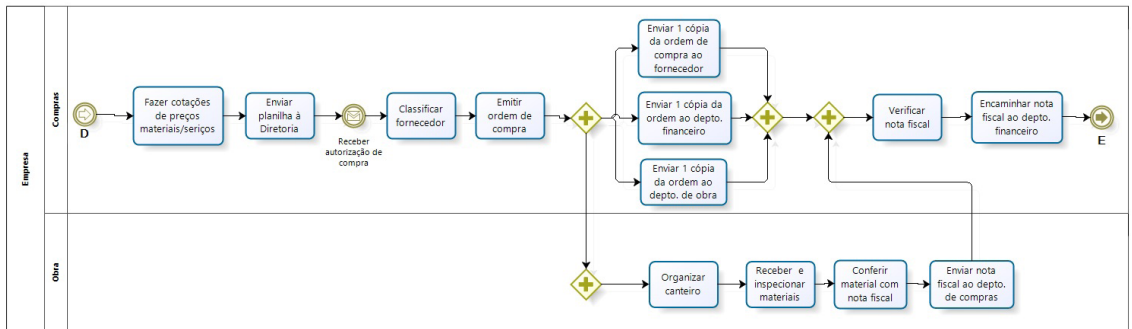 Empresa
Compras
D
Fazer cotações
de preços
materiais/seriços
Enviar
planilha à
Diretoria
Receber
autorização de
compra
Classificar
fornecedor
Emitir
ordem de
compra
Enviar 1 cópia
da ordem de
compra ao
fornecedor
Enviar 1 cópia da
ordem ao depto.
financeiro
Enviar 1 cópia
da ordem ao
depto. de obra
Verificar
nota fiscal
Encaminhar nota
fiscal ao depto.
financeiro
E
Obra
Organizar
canteiro
Receber e
inspecionar
materiais
Conferir
material com
nota fiscal
Enviar nota
fiscal ao depto.
de compras